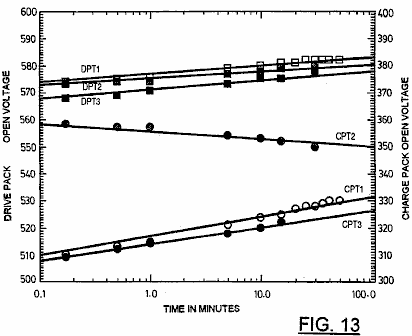 600
590
580
570
560
550
540
530
520
510
500
DRIVE PACK OPEN VOLTAGE
400
390
380
370
360
350
340
330
320
310
300
CHARGE PACK OPEN VOLTAGE
DPT1
DPT2
DPT3
CPT2
CPT1
CPT3
0.1
1.0
10.0
100.0
TIME IN MINUTES
FIG. 13